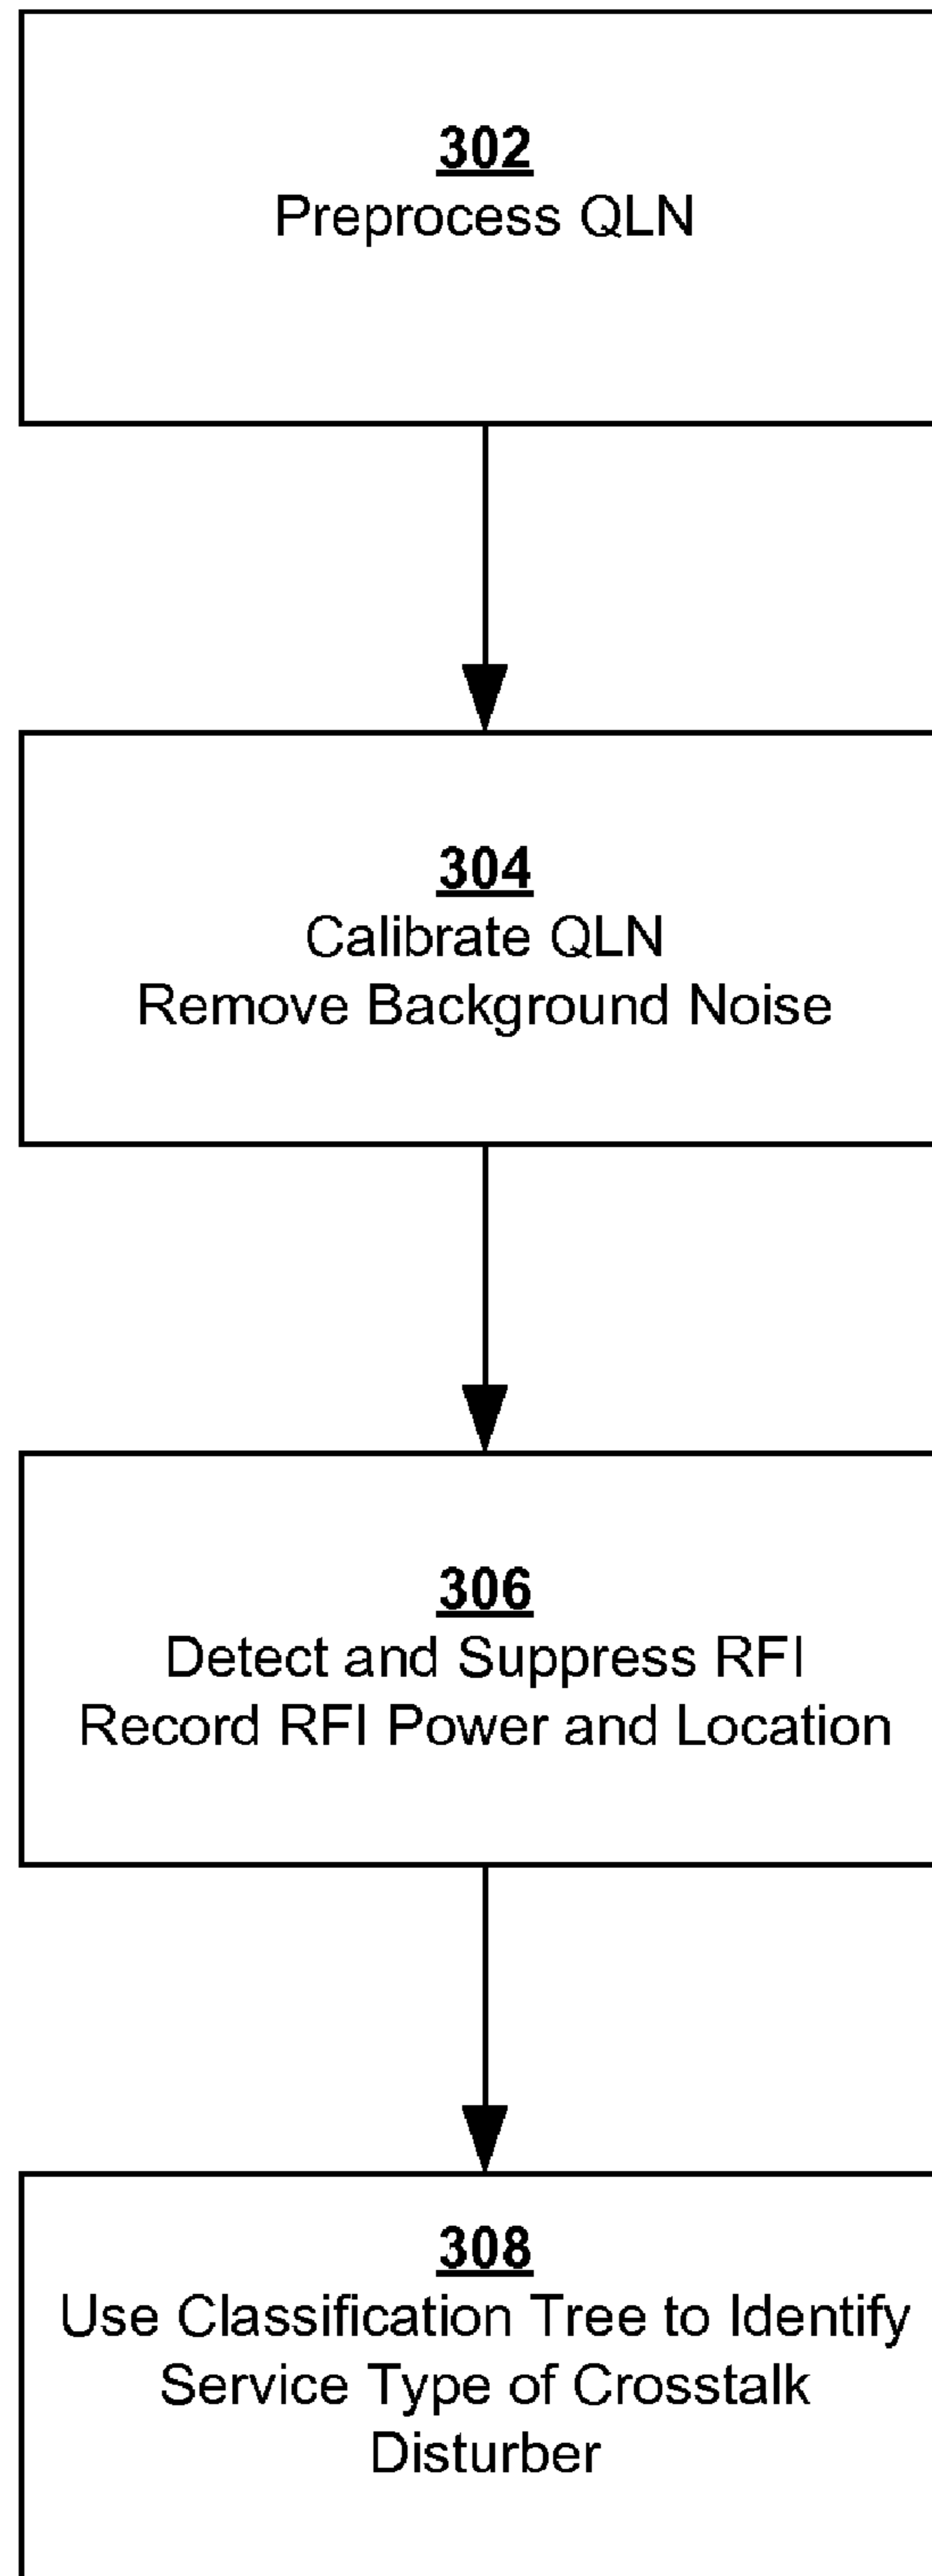 302
Preprocess QLN
304
Calibrate QLN
Remove Background Noise
306
Detect and Suppress RFI
Record RFI Power and Location
308
Use Classification Tree to Identify
Service Type of Crosstalk
Disturber